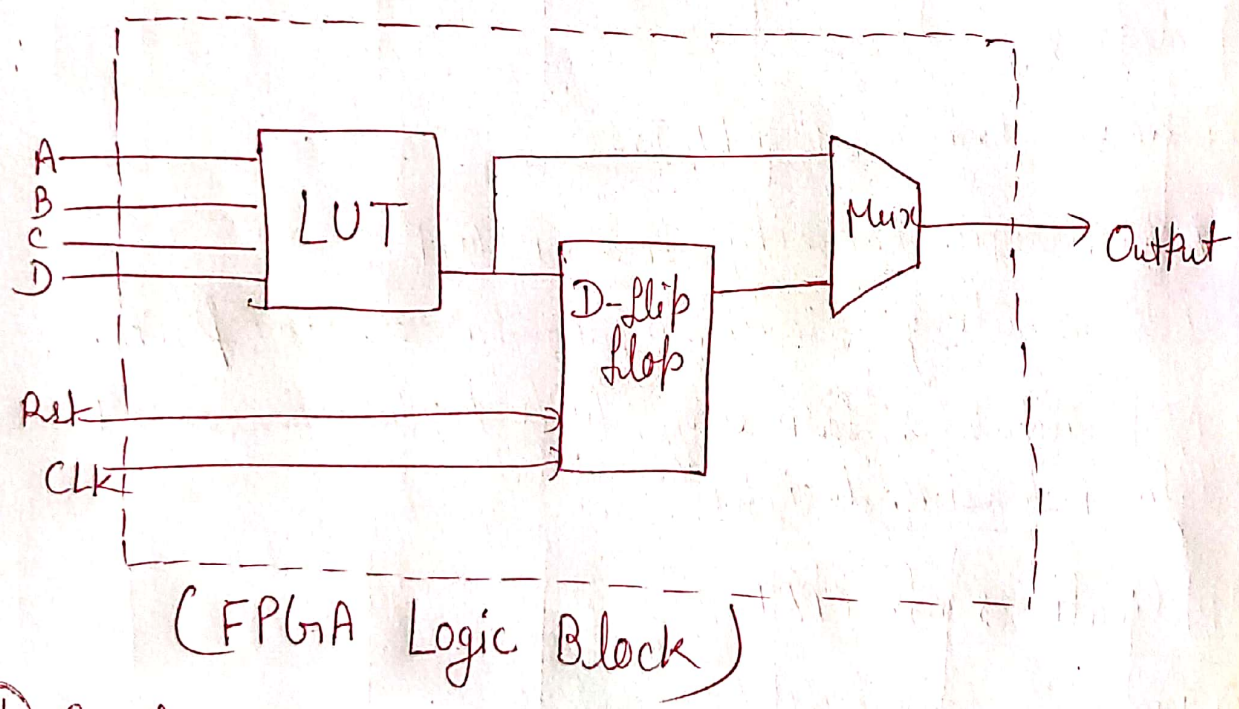 A
B
C
D
LUT
D-flip
flop
Mux
Output
Rst
CLK
(FPGA Logic Block)